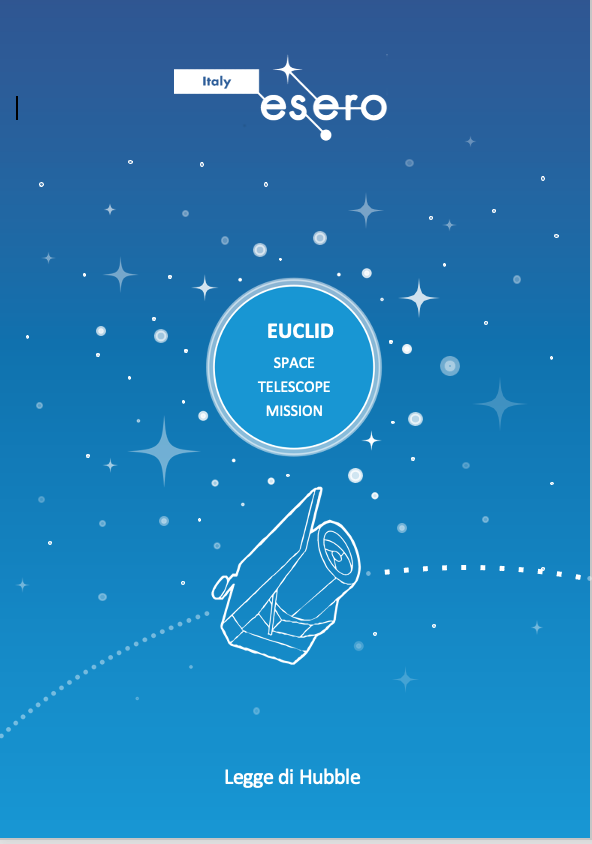 Italy
esero
EUCLID
SPACE
TELESCOPE
MISSION
Legge di Hubble